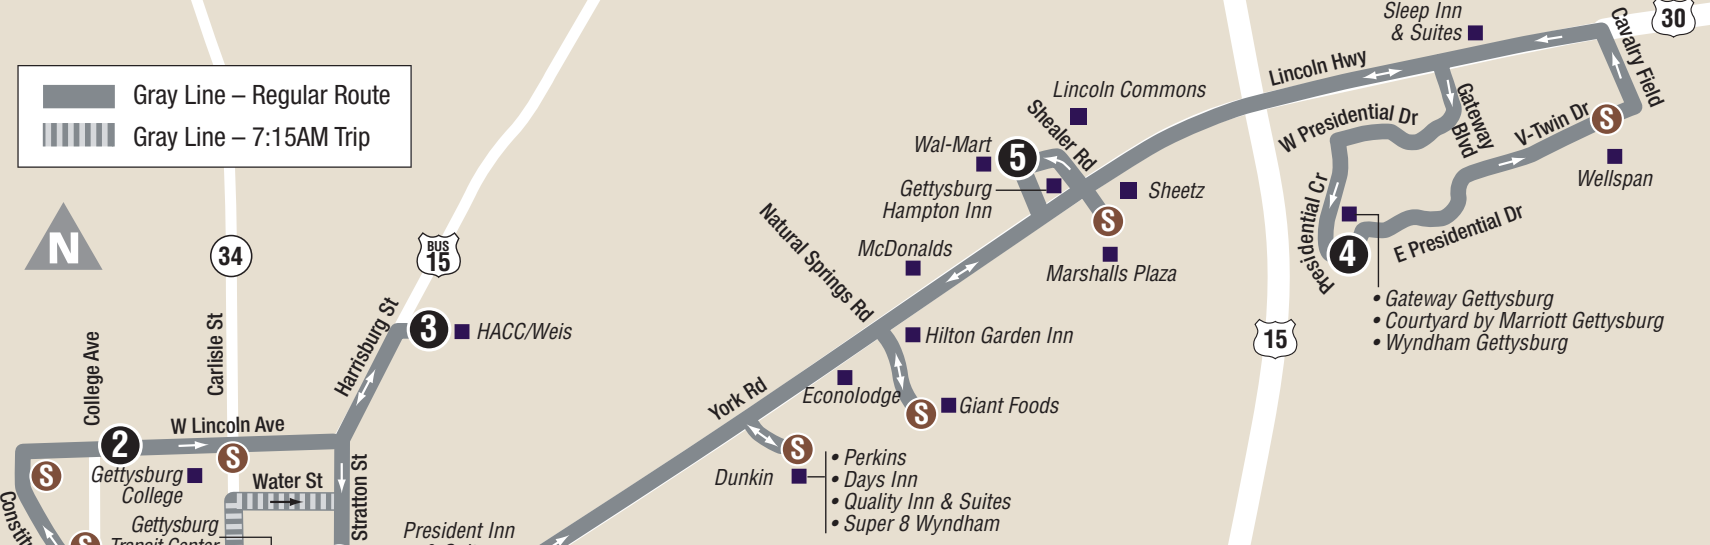 Gray Line – Regular Route
Gray Line – 7:15AM Trip
N
34
BUS
15
Harrisburg St
3
HACC/Weis
College Ave
Carlisle St
W Lincoln Ave
2
S
S
Gettysburg
College
Water St
Stratton St
Gettysburg
Transit Center
S
President Inn
Sleep Inn
& Suites
30
Cavalry Field
Lincoln Hwy
Lincoln Commons
Shealer Rd
Wal-Mart
5
Gettysburg
Hampton Inn
Sheetz
S
Marshalls Plaza
McDonalds
Natural Springs Rd
Hilton Garden Inn
Econolodge
S
Giant Foods
York Rd
S
Dunkin
• Perkins
• Days Inn
• Quality Inn & Suites
• Super 8 Wyndham
15
W Presidential Dr
Gateway
Blvd
V-Twin Dr
S
Wellspan
Presidential Cr
4
E Presidential Dr
• Gateway Gettysburg
• Courtyard by Marriott Gettysburg
• Wyndham Gettysburg